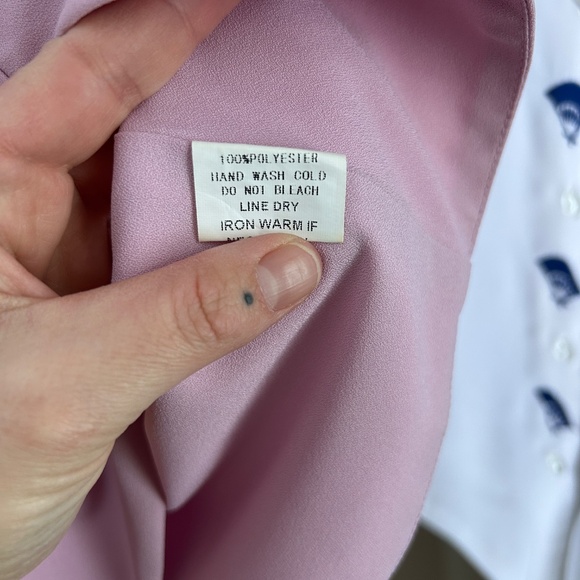 100%POLYESTER
HAND WASH COLD
DO NOT BLEACH
LINE DRY
IRON WARM IF